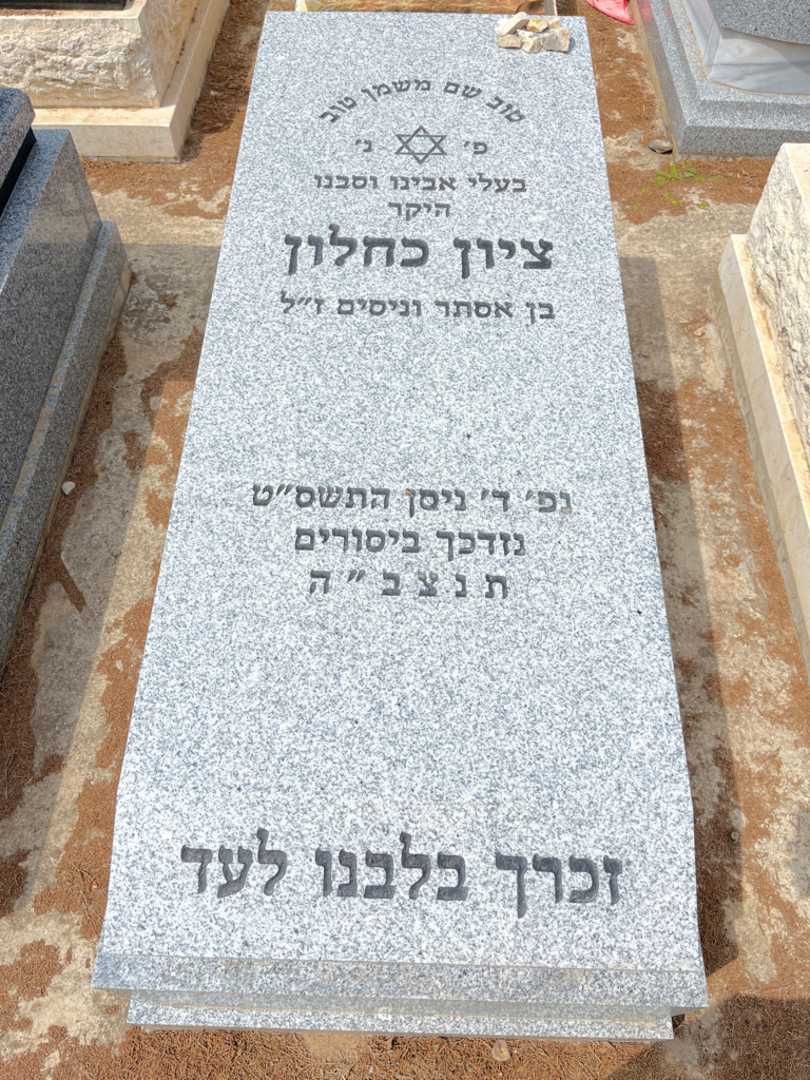 טוב שם משמן טוב
פ׳ נ׳
בעלי אבינו וסבנו
היקר
ציון כחלון
בן אסתר וניסים ז״ל
נפ׳ ד׳ ניסן התשס״ט
נזדכך ביסורים
ת נ צ ב ״ ה
זכרך בלבנו לעד